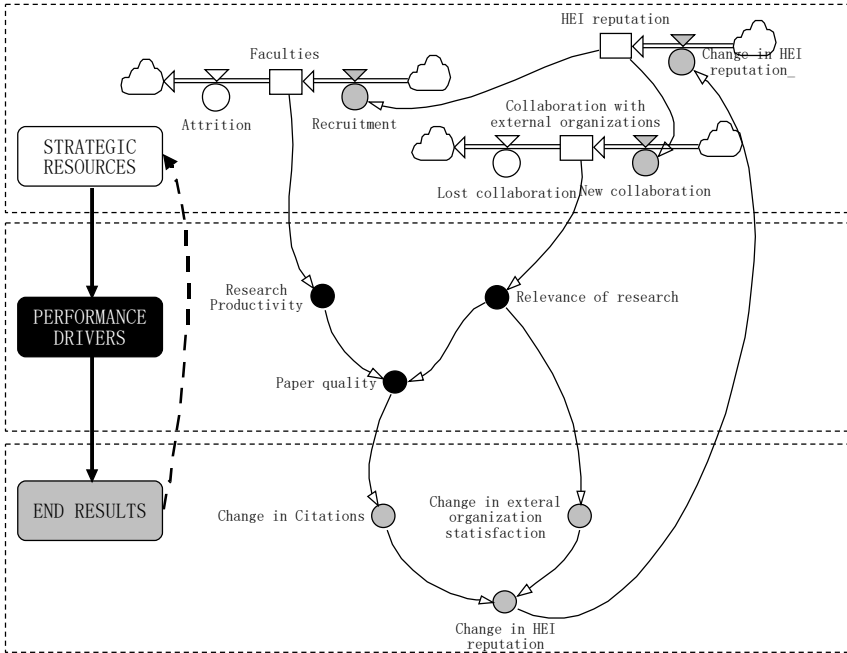 HEI reputation
Change in HEI
reputation_
Faculties
Attrition
Recruitment
Collaboration with
external organizations
Lost collaboration
New collaboration
STRATEGIC
RESOURCES
Research
Productivity
Relevance of research
PERFORMANCE
DRIVERS
Paper quality
END RESULTS
Change in Citations
Change in exteral
organization
statisfaction
Change in HEI
reputation